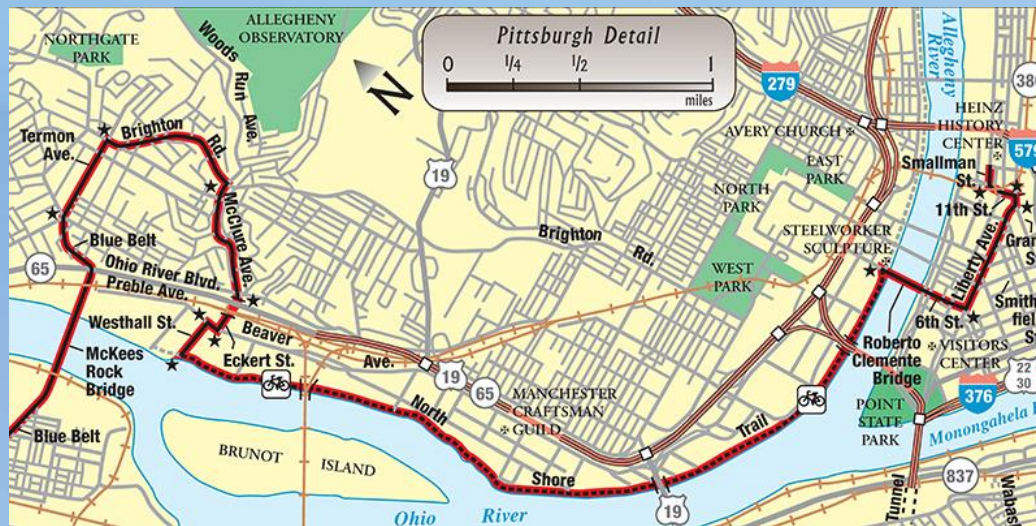 Pittsburgh Detail
0 1/4 1/2 1
miles
N
NORTHGATE
PARK
Woods
Run
Ave.
ALLEGHENY
OBSERVATORY
Termon
Ave.
Brighton
Rd.
McClure Ave.
Blue Belt
65
Ohio River Blvd.
Preble Ave.
Westhall St.
Eckert St.
Beaver
Ave.
McKees
Rock
Bridge
Blue Belt
BRUNOT ISLAND
Ohio River
North
Shore
Trail
19
Brighton
Rd.
19
65
MANCHESTER
CRAFTSMAN
GUILD
19
279
AVERY CHURCH
EAST
PARK
NORTH
PARK
WEST
PARK
STEELWORKER
SCULPTURE
Allegheny
River
380
HEINZ
HISTORY
CENTER
579
Smallman
St.
11th St.
Gran
S
Liberty Ave.
Smith
fiel
S
6th St.
Roberto
Clemente
Bridge
VISITORS
CENTER
22
30
376
POINT
STATE
PARK
Monongahela
Tunnel
837
Wabas